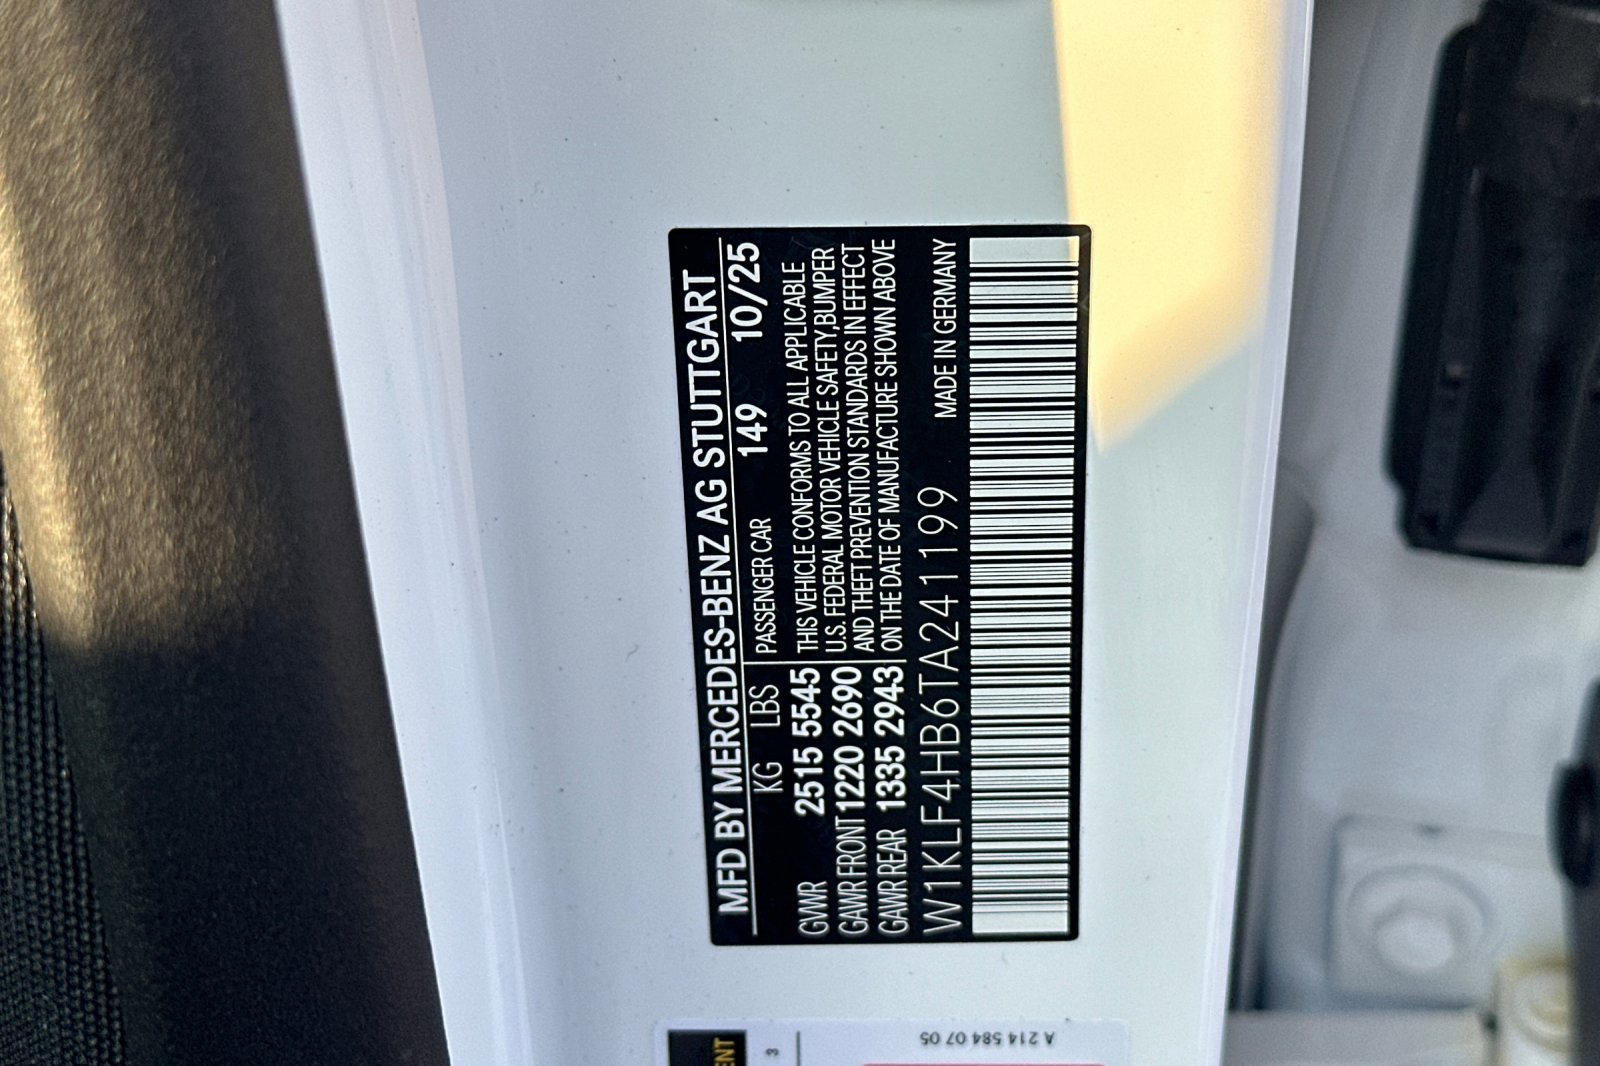 MFD BY MERCEDES-BENZ AG STUTTGART
KG LBS PASSENGER CAR 149 10/25
GVWR 2515 5545 THIS VEHICLE CONFORMS TO ALL APPLICABLE
U.S. FEDERAL MOTOR VEHICLE SAFETY,BUMPER
GAWR FRONT 1220 2690 AND THEFT PREVENTION STANDARDS IN EFFECT
GAWR REAR 1335 2943 ON THE DATE OF MANUFACTURE SHOWN ABOVE
W1KLF4HB6TA241199 MADE IN GERMANY
3
A 214 584 07 05